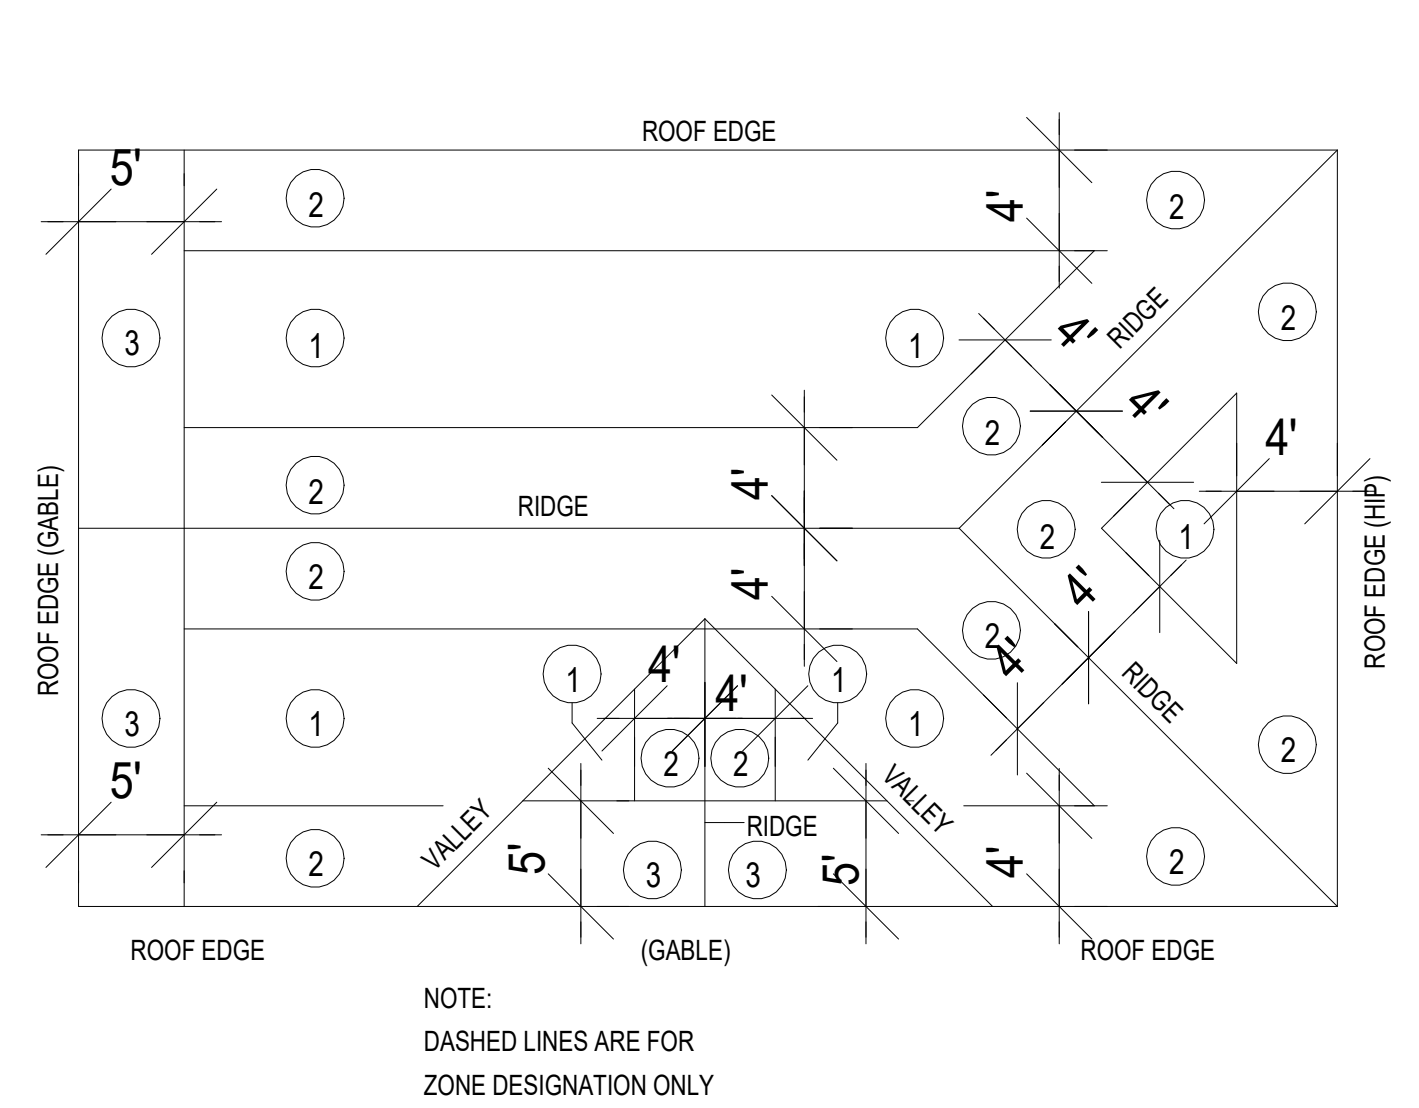 ROOF EDGE
5'
2
4'
2
2
3
1
1
4'
RIDGE
4'
2
4'
ROOF EDGE (GABLE)
2
4'
RIDGE
2
1
ROOF EDGE (HIP)
2
4'
4'
2
4'
1
4'
4'
1
RIDGE
3
1
1
2
2
2
5'
VALLEY
VALLEY
RIDGE
2
5'
3
3
5'
4'
2
ROOF EDGE
(GABLE)
ROOF EDGE
NOTE:
DASHED LINES ARE FOR
ZONE DESIGNATION ONLY